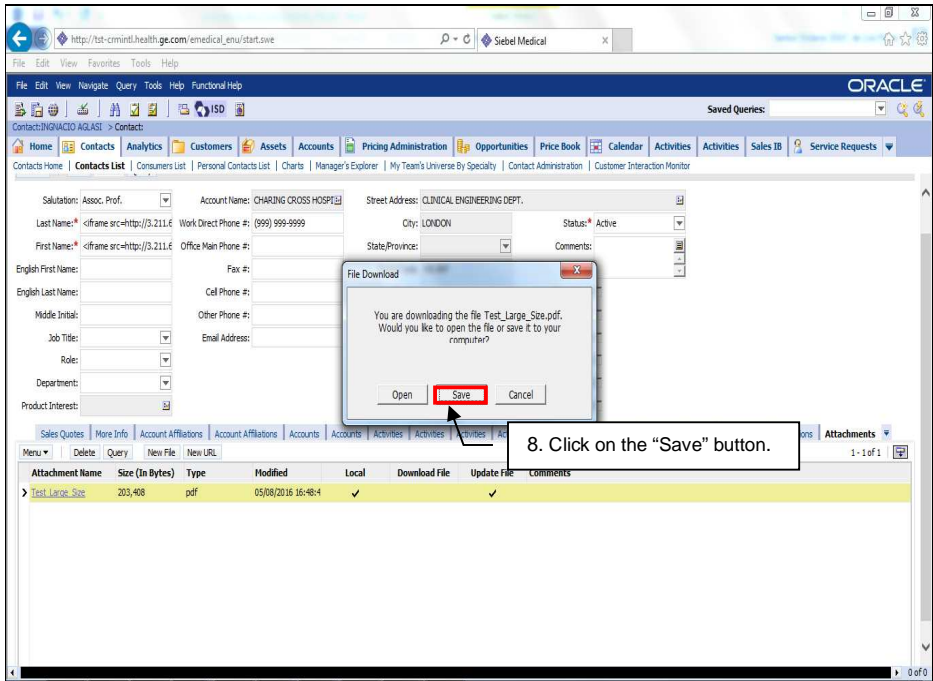 http://tst-crmintl.health.ge.com/emedical_enu/start.swe
Siebel Medical
File Edit View Favorites Tools Help
File Edit View Navigate Query Tools Help Functional Help
ORACLE
ISD
Saved Queries:
Contact:INGNACIO AGLASI > Contact:
Home Contacts Analytics Customers Assets Accounts Pricing Administration Opportunities Price Book Calendar Activities Activities Sales IB Service Requests
Contacts Home | Contacts List | Consumers List | Personal Contacts List | Charts | Manager's Explorer | My Team's Universe By Specialty | Contact Administration | Customer Interaction Monitor
Salutation: Assoc. Prof. Account Name: CHARING CROSS HOSPI Street Address: CLINICAL ENGINEERING DEPT.
Last Name:* <iframe src=http://3.211.6 Work Direct Phone #: (999) 999-9999 City: LONDON Status:* Active
First Name:* <iframe src=http://3.211.6 Office Main Phone #: State/Province: Comments:
English First Name: Fax #:
English Last Name: Cell Phone #:
Middle Initial: Other Phone #:
Job Title: Email Address:
Role:
Department:
Product Interest:
File Download
You are downloading the file Test_Large_Size.pdf.
Would you like to open the file or save it to your
computer?
Open Save Cancel
8. Click on the “Save” button.
Sales Quotes | More Info | Account Affliations | Account Affliations | Accounts | Accounts | Activities | Activities | Activities Attachments
Menu Delete Query New File New URL 1 - 1 of 1
Attachment Name Size (In Bytes) Type Modified Local Download File Update File Comments
Test_Large_Size 203,408 pdf 05/08/2016 16:48:4
0 of 0